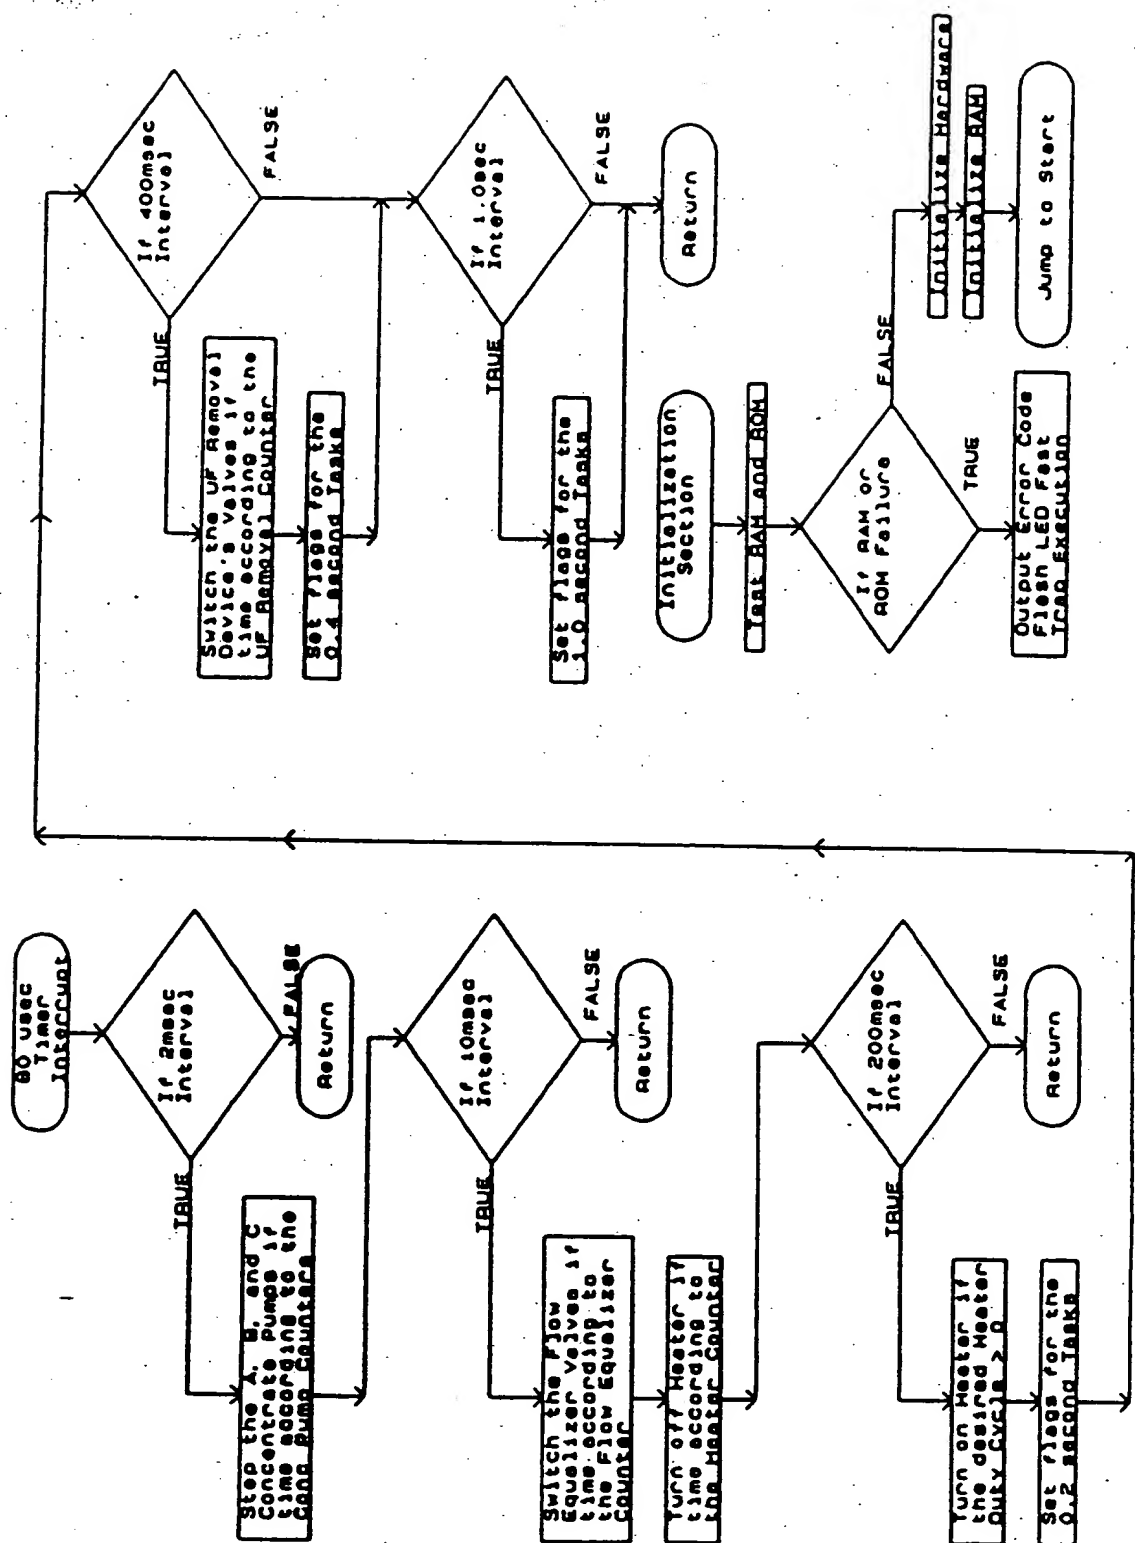 80 usec
Timer
Interrupt
If 2msec
Interval
TRUE
FALSE
Step the A, B, and C
Concentrate Pumps if
time according to the
Conc Pump Counters
Return
If 10msec
Interval
TRUE
FALSE
Switch the Flow
Equalizer Valves if
time according to
the Flow Equalizer
Counter
Turn off Heater if
time according to
the Heater Counter
Return
If 200msec
Interval
TRUE
FALSE
Turn on Heater if
the desired Heater
Duty Cycle > 0
Set flags for the
0.2 second Tasks
Return
If 400msec
Interval
TRUE
FALSE
Switch the UF Removal
Device's valves if
time according to the
UF Removal Counter
Set flags for the
0.4 second Tasks
If 1.0sec
Interval
TRUE
FALSE
Set flags for the
1.0 second Tasks
Return
Initialization
Section
Test RAM and ROM
If RAM or
ROM Failure
TRUE
FALSE
Output Error Code
Flash LED Fast
Trap Execution
Initialize Hardware
Initialize RAM
Jump to Start